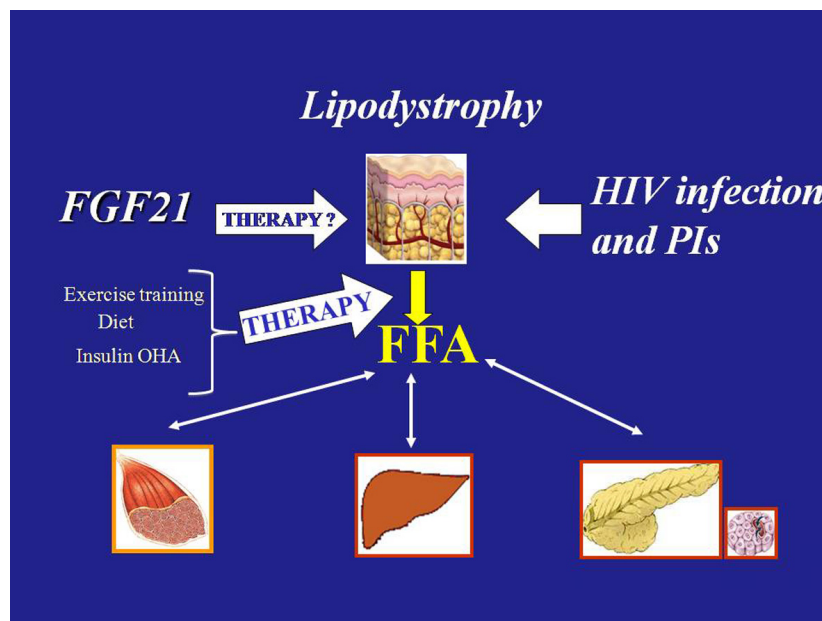 Lipodystrophy
FGF21
THERAPY ?
HIV infection
and PIs
Exercise training
Diet
Insulin OHA
THERAPY
FFA